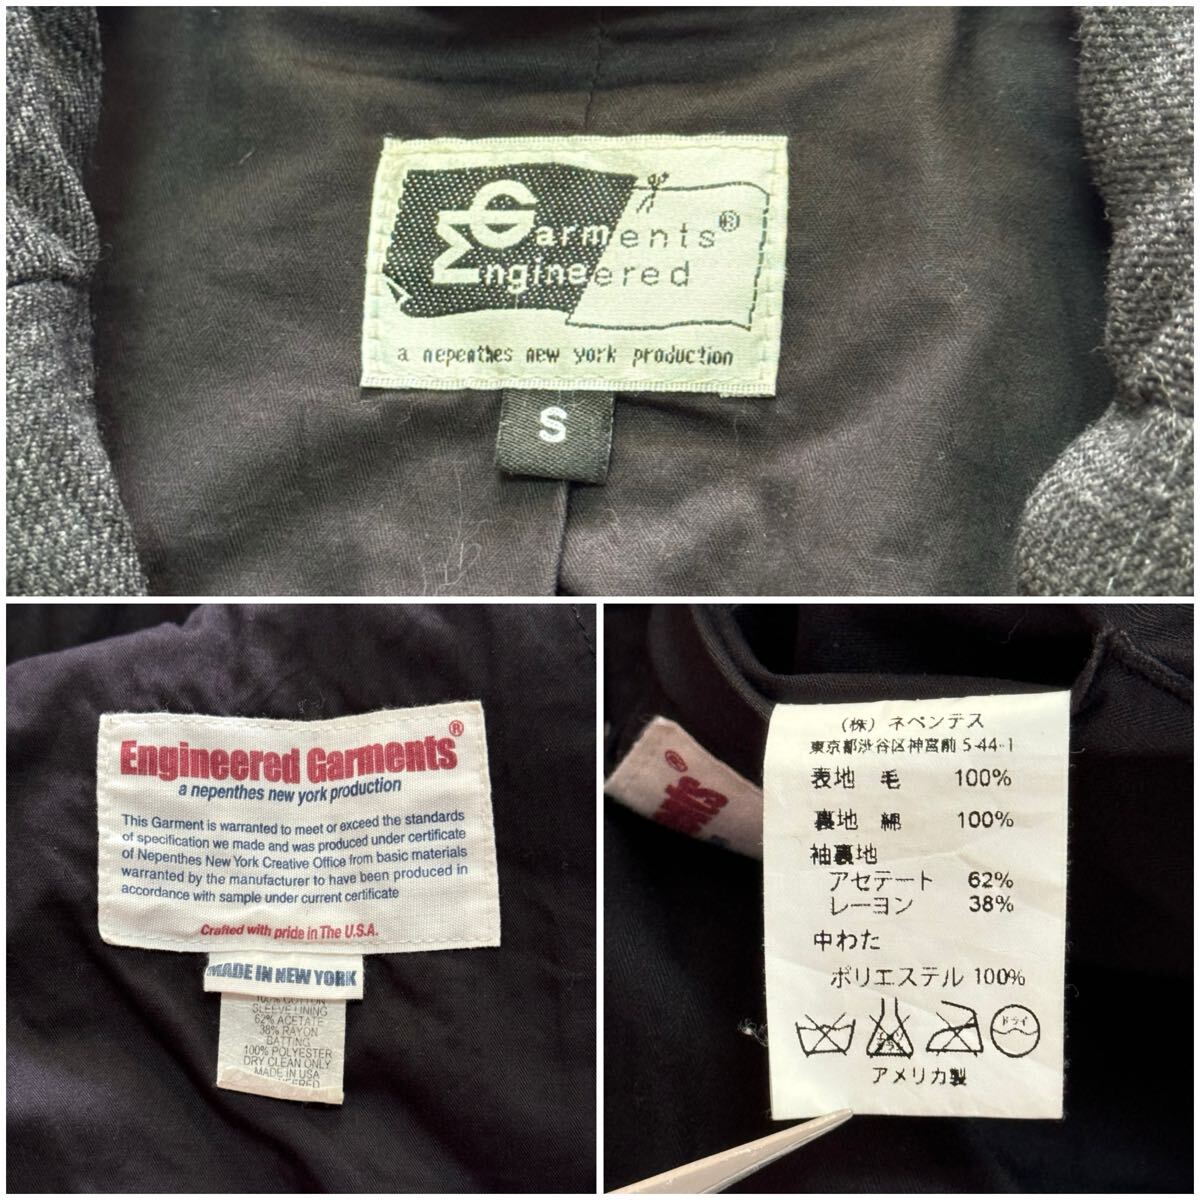 Garments®
Engineered
a nepenthes new york production
S
Engineered Garments®
a nepenthes new york production
This Garment is warranted to meet or exceed the standards
of specification we made and was produced under certificate
of Nepenthes New York Creative Office from basic materials
warranted by the manufacturer to have been produced in
accordance with sample under current certificate
Crafted with pride in The U.S.A.
MADE IN NEW YORK
100% COTTON
SLEEVE LINING
62% ACETATE
38% RAYON
BATTING
100% POLYESTER
DRY CLEAN ONLY
MADE IN USA
(株) ネペンテス
東京都渋谷区神宮前 5-44-1
表地 毛 100%
裏地 綿 100%
袖裏地
アセテート 62%
レーヨン 38%
中わた
ポリエステル 100%
ドライ
アメリカ製